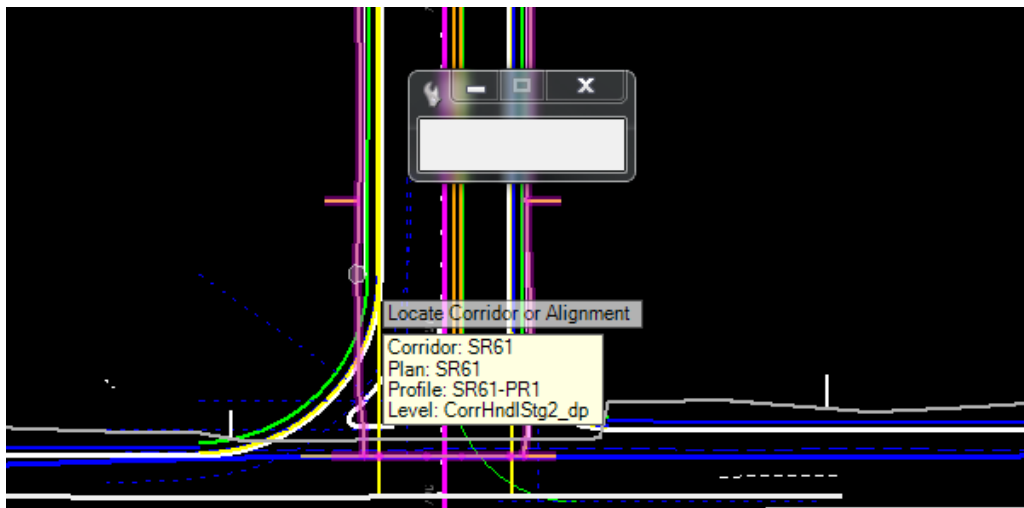 Locate Corridor or Alignment
Corridor: SR61
Plan: SR61
Profile: SR61-PR1
Level: CorrHndlStg2_dp